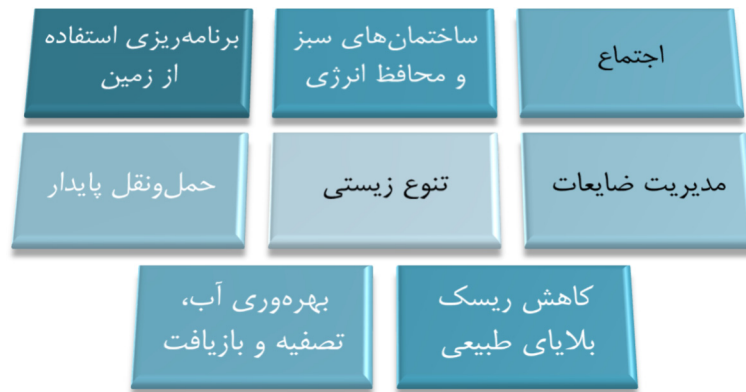 اجتماع
ساختمان‌های سبز
و محافظ انرژی
برنامه‌ریزی استفاده
از زمین
مدیریت ضایعات
تنوع زیستی
حمل‌ونقل پایدار
کاهش ریسک
بلایای طبیعی
بهره‌وری آب،
تصفیه و بازیافت